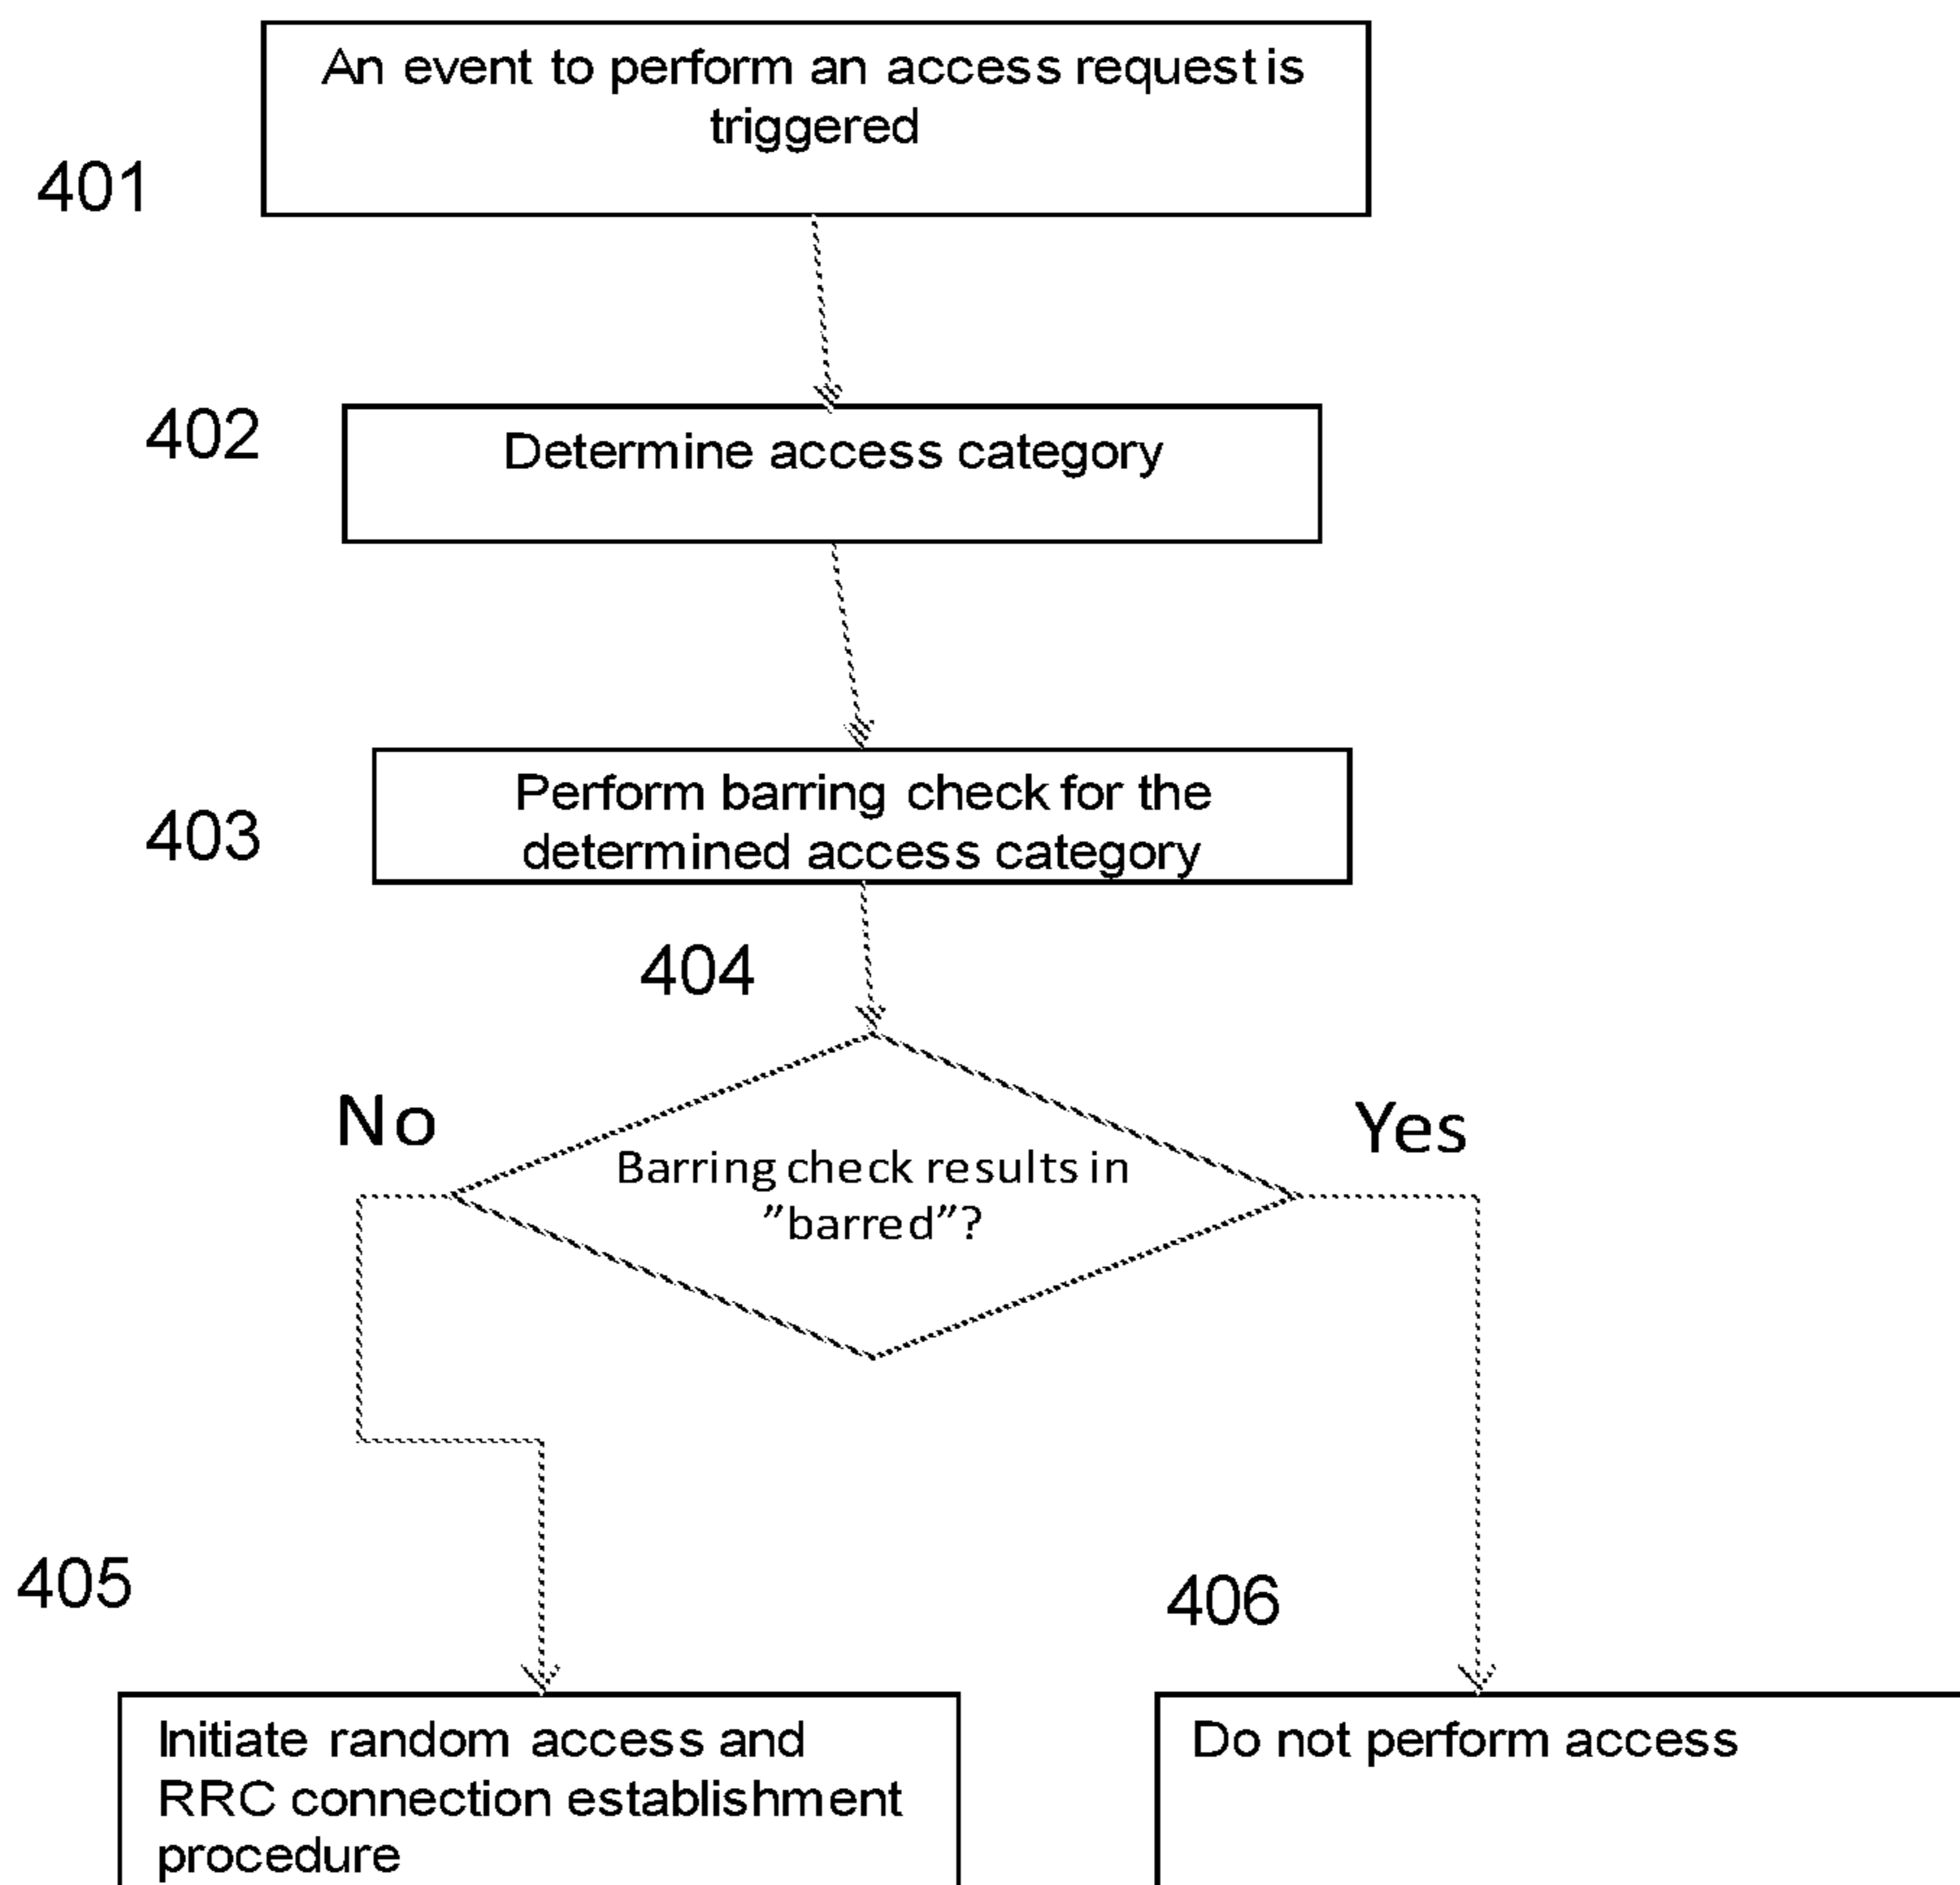 An event to perform an access request is
triggered
401
402
Determine access category
403
Perform barring check for the
determined access category
404
No
Yes
Barring check results in
”barred”?
405
406
Initiate random access and
RRC connection establishment
procedure
Do not perform access